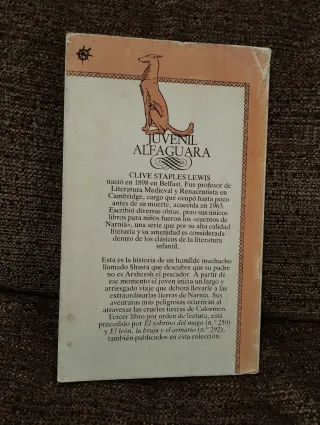 JUVENIL
ALFAGUARA
CLIVE STAPLES LEWIS
nació en 1898 en Belfast. Fue profesor de
Literatura Medieval y Renacentista en
Cambridge, cargo que ocupó hasta poco
antes de su muerte, acaecida en 1963.
Escribió diversas obras, pero sus únicos
libros para niños fueron los «cuentos de
Narnia», una serie que por su alta calidad
literaria y su amenidad es considerada
dentro de los clásicos de la literatura
infantil.
Esta es la historia de un humilde muchacho
llamado Shasta que descubre que su padre
no es Arsheesh el pescador. A partir de
ese momento el joven inicia un largo y
arriesgado viaje que deberá llevarle a las
extraordinarias tierras de Narnia. Sus
aventuras más peligrosas ocurrirán al
atravesar las crueles tierras de Calormen.
Tercer libro por orden de lectura, está
precedido por El sobrino del mago (n.º 289)
y El león, la bruja y el armario (n.º 292),
también publicados en esta colección.